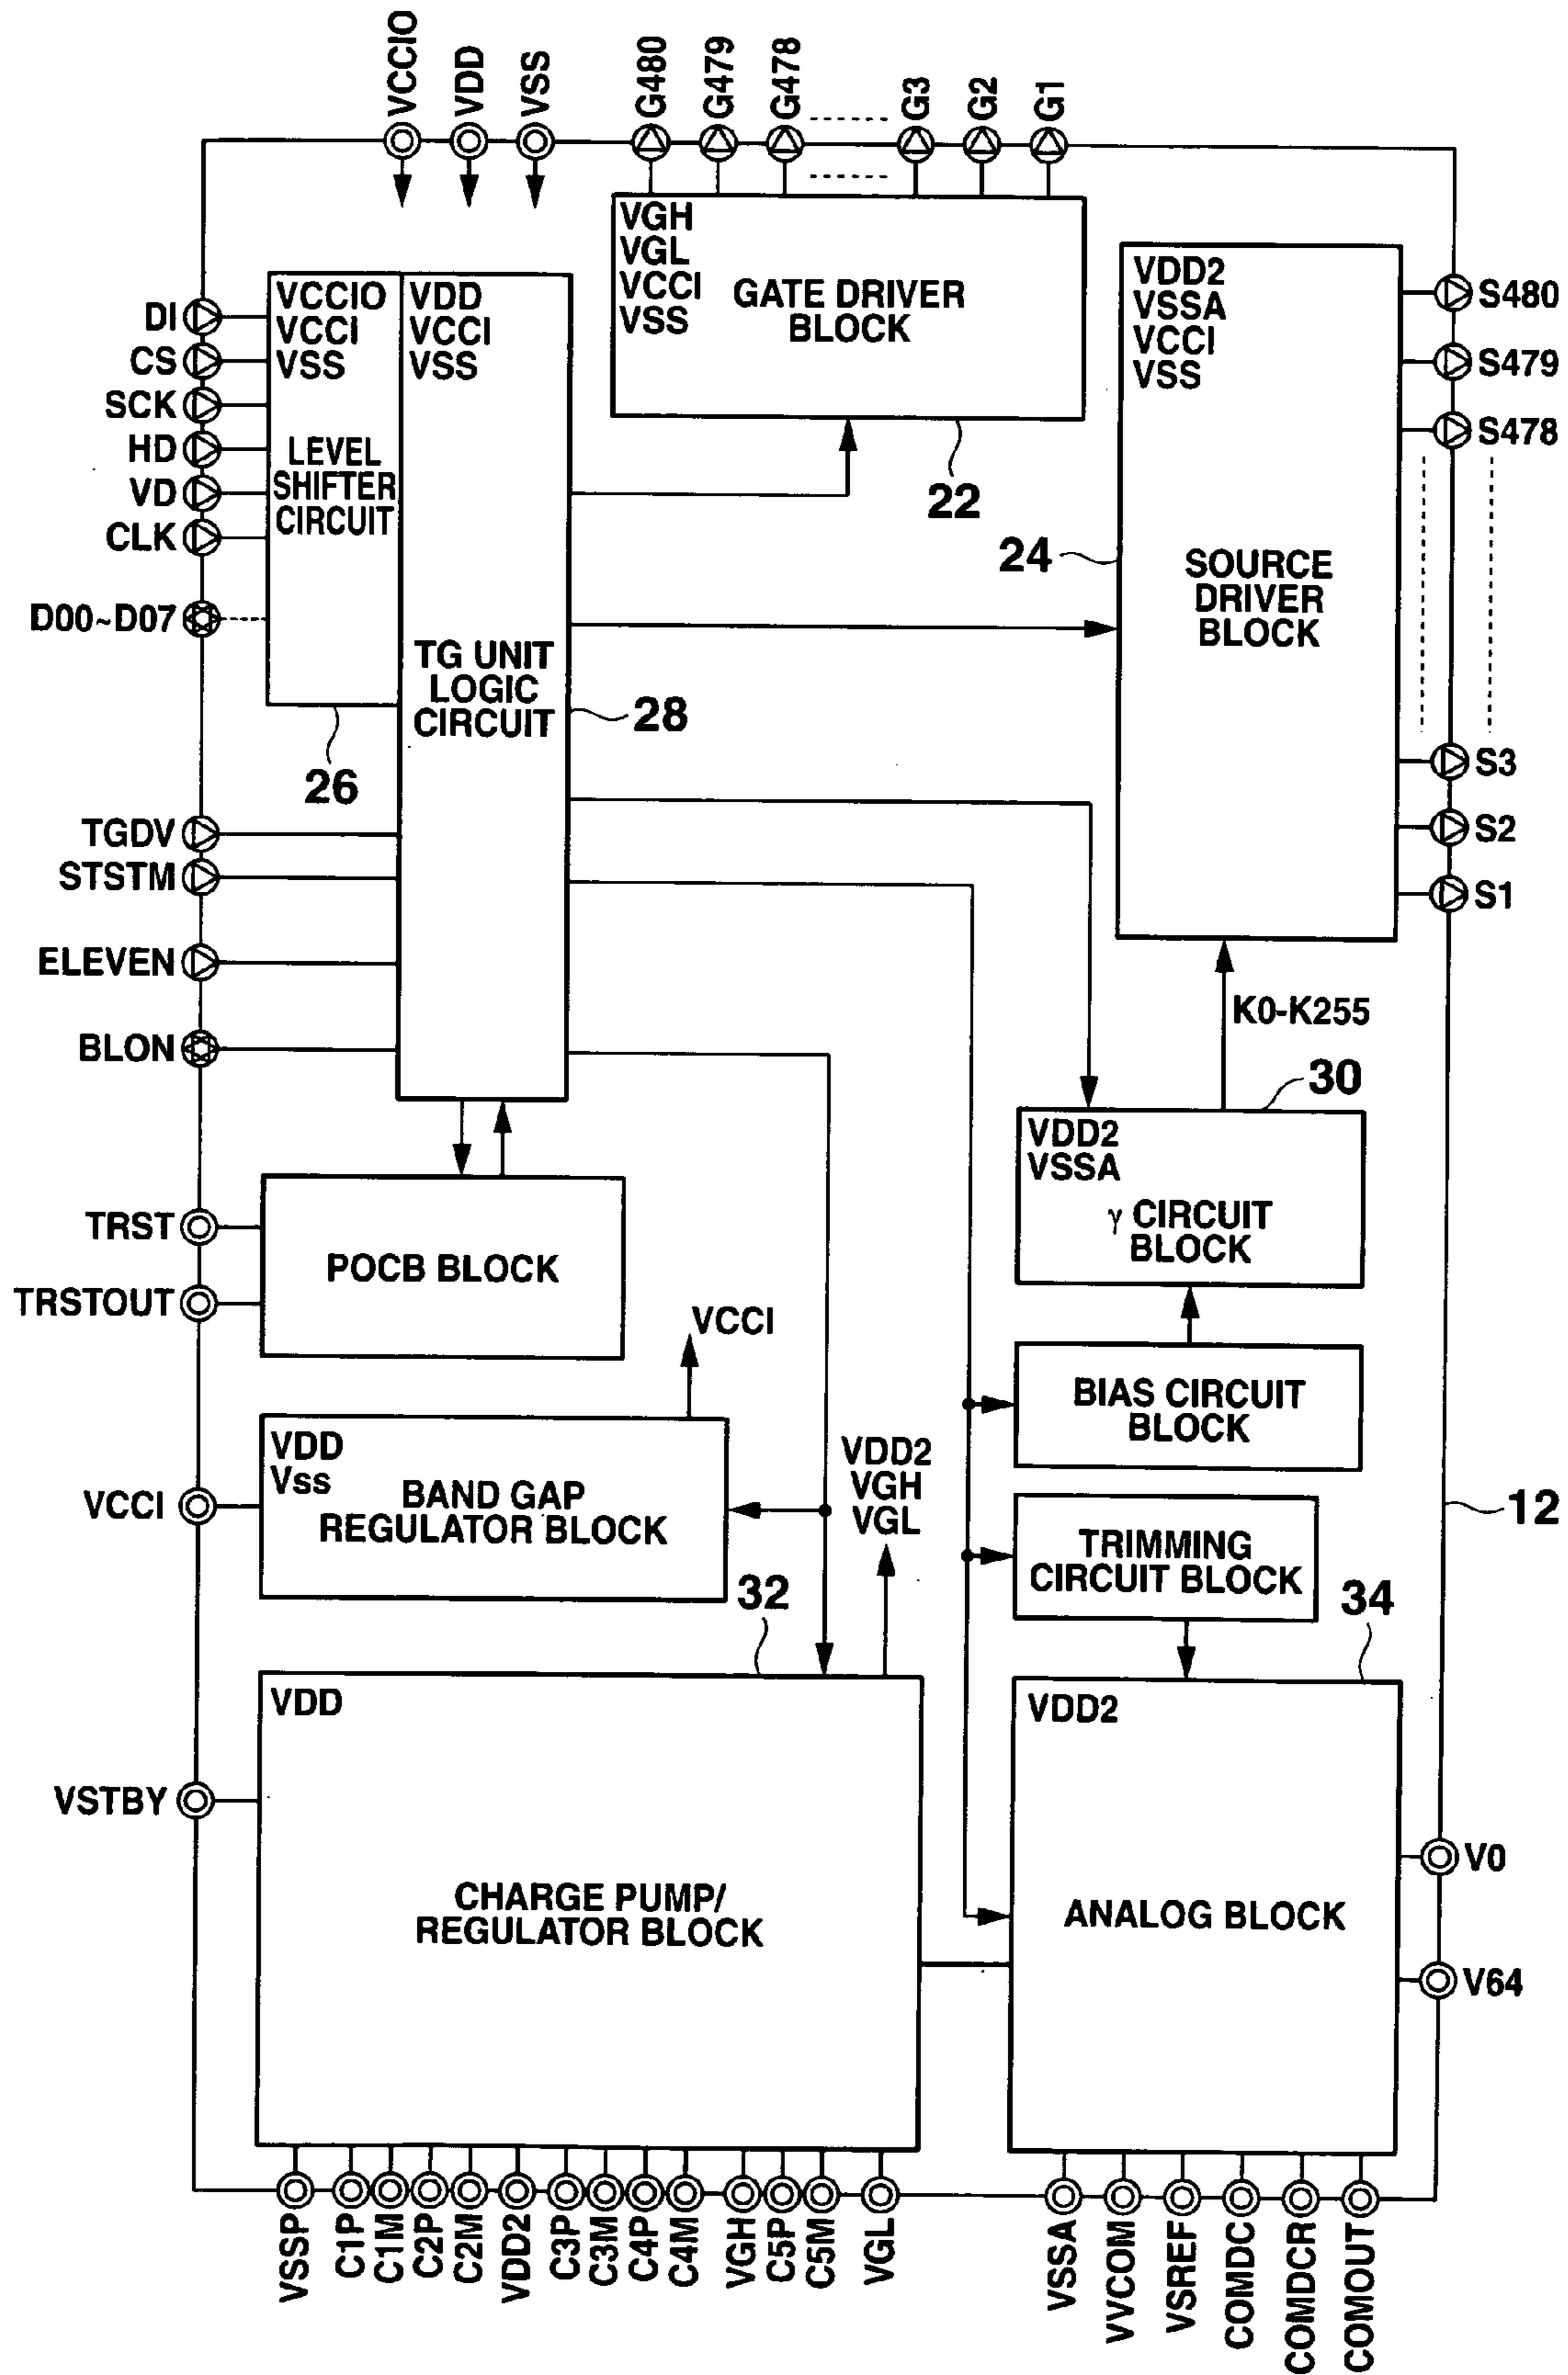 VCCIO
VDD
VSS
G480
G479
G478
G3
G2
G1
VGH
VGL
VCCI
VSS
GATE DRIVER
BLOCK
22
VDD2
VSSA
VCCI
VSS
SOURCE
DRIVER
BLOCK
24
S480
S479
S478
S3
S2
S1
DI
CS
SCK
HD
VD
CLK
D00~D07
VCCIO
VCCI
VSS
LEVEL
SHIFTER
CIRCUIT
26
VDD
VCCI
VSS
TG UNIT
LOGIC
CIRCUIT
28
TGDV
STSTM
ELEVEN
BLON
K0-K255
30
VDD2
VSSA
γ CIRCUIT
BLOCK
TRST
TRSTOUT
POCB BLOCK
VCCI
BIAS CIRCUIT
BLOCK
VCCI
VDD
Vss
BAND GAP
REGULATOR BLOCK
VDD2
VGH
VGL
12
TRIMMING
CIRCUIT BLOCK
32
34
VDD
CHARGE PUMP/
REGULATOR BLOCK
VSTBY
VDD2
ANALOG BLOCK
V0
V64
VSSP
C1P
C1M
C2P
C2M
VDD2
C3P
C3M
C4P
C4M
VGH
C5P
C5M
VGL
VSSA
VVCOM
VSREF
COMDC
COMDCR
COMOUT